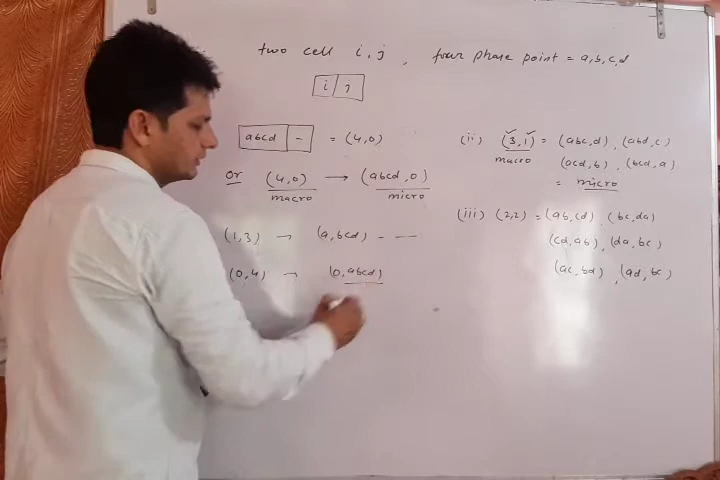 two cell i,j , four phase point = a,b,c,d
i j
abcd - = (4,0)
or (4,0) → (abcd,0)
macro micro
(1,3) → (a,bcd) - —
(0,4) → (0,abcd)
(ii) (3,1) = (abc,d), (abd,c)
macro (acd,b), (bcd,a)
= micro
(iii) (2,2) = (ab,cd), (bc,da)
(cd,ab), (da,bc)
(ac,bd), (ad,bc)